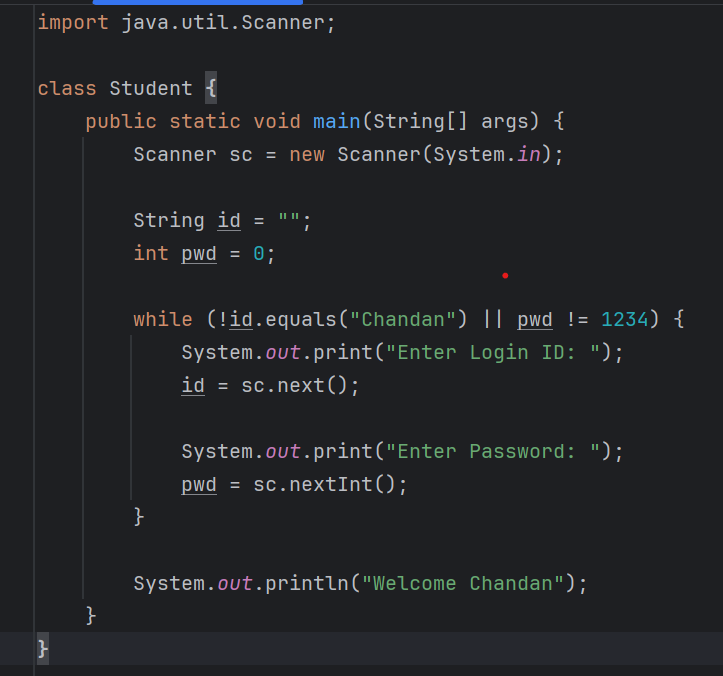 import java.util.Scanner;
class Student {
public static void main(String[] args) {
Scanner sc = new Scanner(System.in);
String id = "";
int pwd = 0;
while (!id.equals("Chandan") || pwd != 1234) {
System.out.print("Enter Login ID: ");
id = sc.next();
System.out.print("Enter Password: ");
pwd = sc.nextInt();
}
System.out.println("Welcome Chandan");
}
}